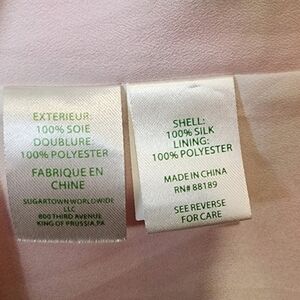 EXTERIEUR:
100% SOIE
DOUBLURE:
100% POLYESTER
FABRIQUE EN
CHINE
SUGARTOWN WORLDWIDE
LLC
800 THIRD AVENUE
KING OF PRUSSIA, PA
SHELL:
100% SILK
LINING:
100% POLYESTER
MADE IN CHINA
RN# 88189
SEE REVERSE
FOR CARE